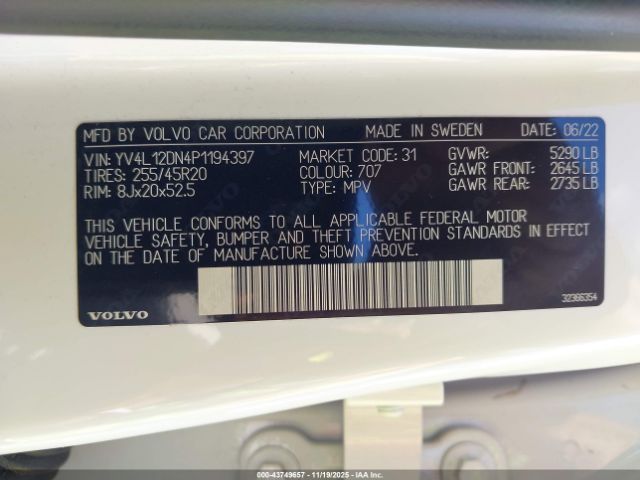 MFD BY VOLVO CAR CORPORATION MADE IN SWEDEN DATE: 06/22
VIN: YV4L12DN4P1194397 MARKET CODE: 31 GVWR: 5290 LB
TIRES: 255/45R20 COLOUR: 707 GAWR FRONT: 2645 LB
RIM: 8Jx20x52.5 TYPE: MPV GAWR REAR: 2735 LB
THIS VEHICLE CONFORMS TO ALL APPLICABLE FEDERAL MOTOR
VEHICLE SAFETY, BUMPER AND THEFT PREVENTION STANDARDS IN EFFECT
ON THE DATE OF MANUFACTURE SHOWN ABOVE.
VOLVO 32366354
000-43749657 - 11/19/2025 - COPYRIGHT IAA, LLC